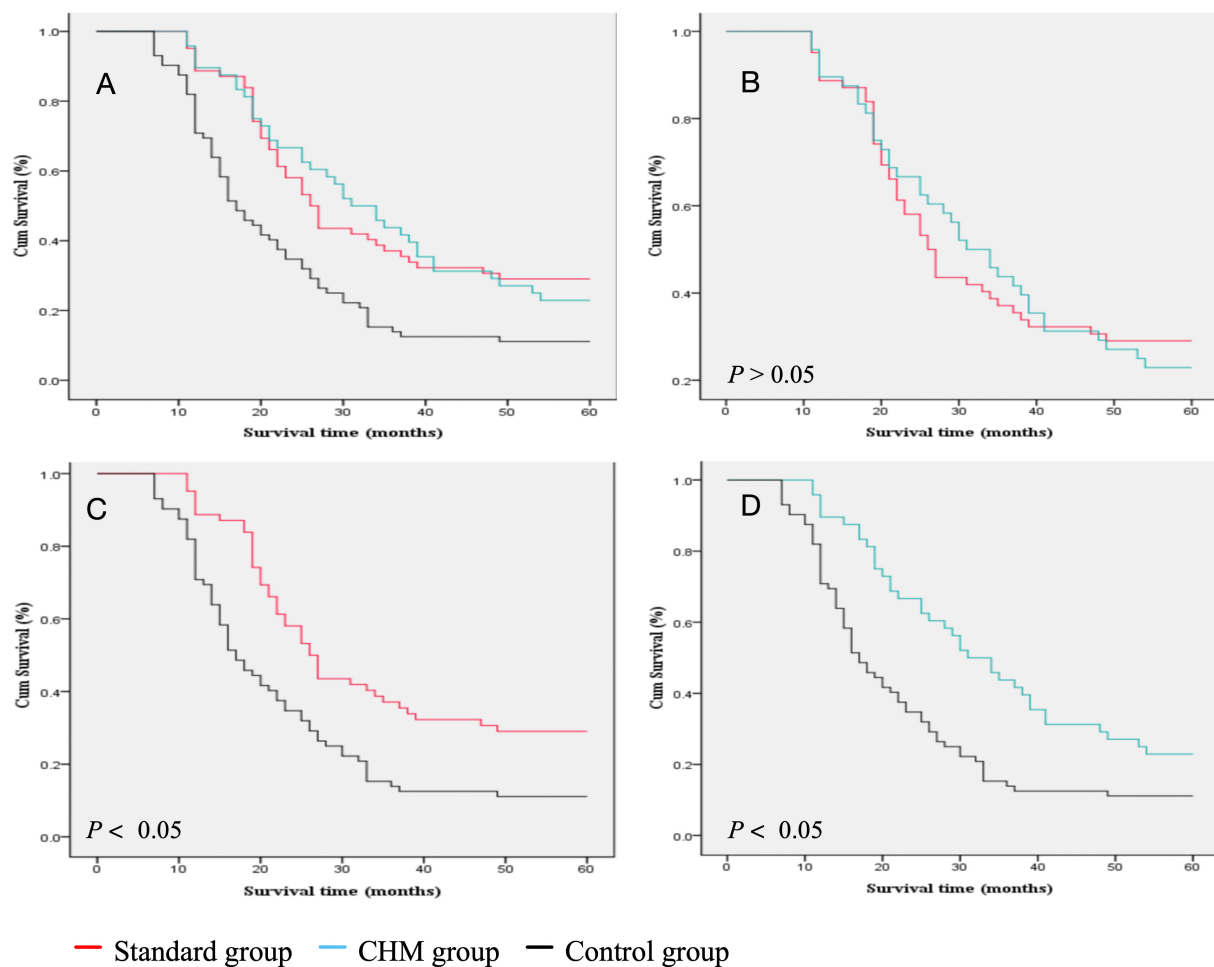 A
1.0
0.8
0.6
0.4
0.2
0.0
Cum Survival (%)
0 10 20 30 40 50 60
Survival time (months)
B
1.0
0.8
0.6
0.4
0.2
Cum Survival (%)
P > 0.05
0 10 20 30 40 50 60
Survival time (months)
C
1.0
0.8
0.6
0.4
0.2
0.0
Cum Survival (%)
P < 0.05
0 10 20 30 40 50 60
Survival time (months)
D
1.0
0.8
0.6
0.4
0.2
0.0
Cum Survival (%)
P < 0.05
0 10 20 30 40 50 60
Survival time (months)
Standard group CHM group Control group